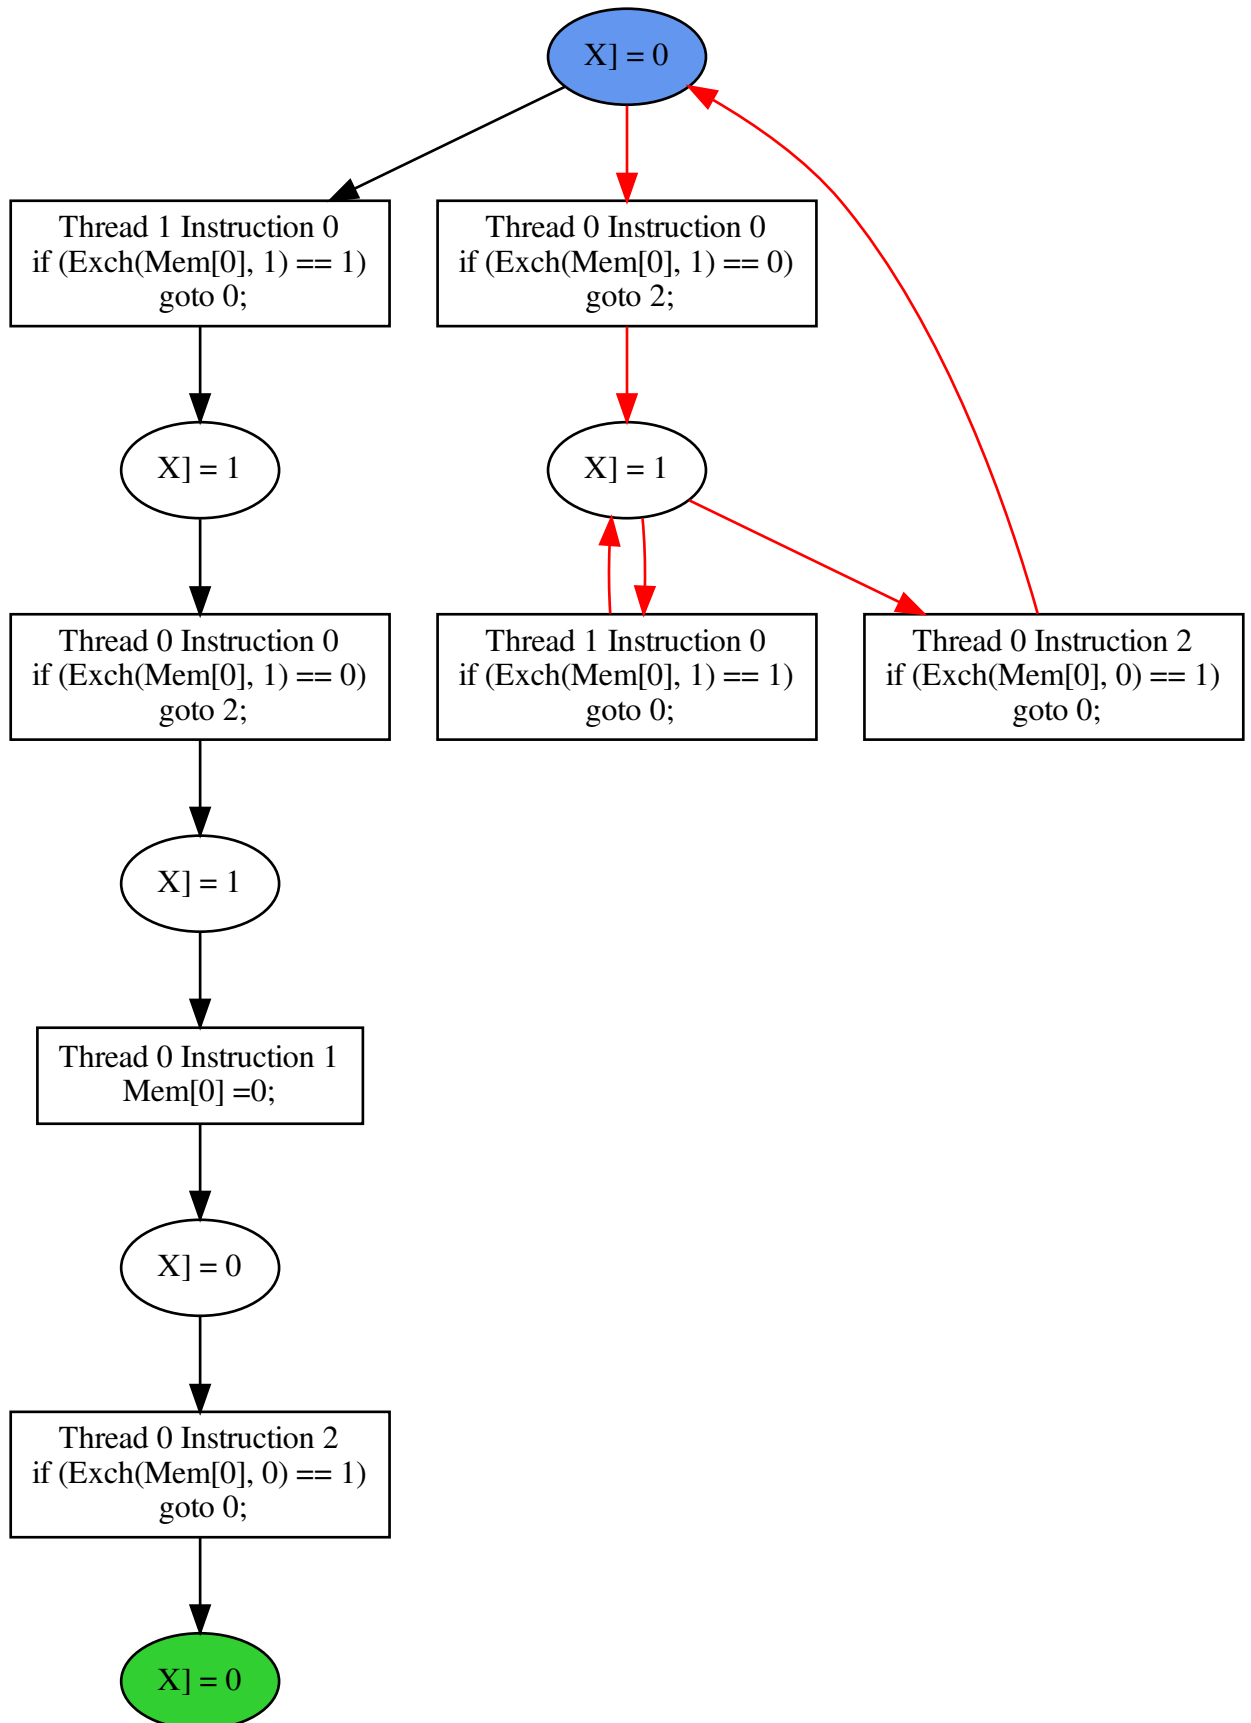 X] = 0
Thread 1 Instruction 0
if (Exch(Mem[0], 1) == 1)
goto 0;
Thread 0 Instruction 0
if (Exch(Mem[0], 1) == 0)
goto 2;
X] = 1
X] = 1
Thread 0 Instruction 0
if (Exch(Mem[0], 1) == 0)
goto 2;
Thread 1 Instruction 0
if (Exch(Mem[0], 1) == 1)
goto 0;
Thread 0 Instruction 2
if (Exch(Mem[0], 0) == 1)
goto 0;
X] = 1
Thread 0 Instruction 1
Mem[0] =0;
X] = 0
Thread 0 Instruction 2
if (Exch(Mem[0], 0) == 1)
goto 0;
X] = 0